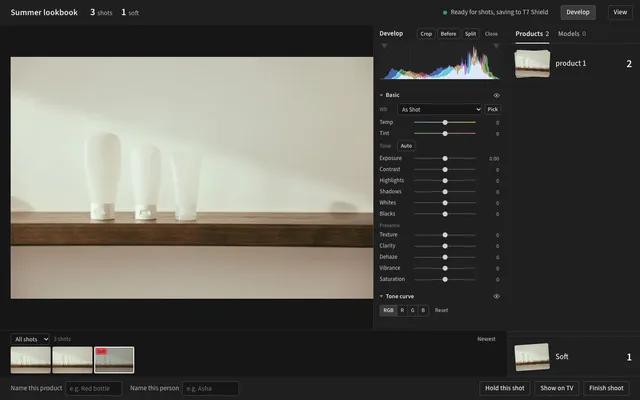 Summer lookbook 3 shots 1 soft Ready for shots, saving to T7 Shield Develop View
Develop Crop Before Split Close
Products 2 Models 0
product 1 2
Basic
WB As Shot Pick
Temp 0
Tint 0
Tone Auto
Exposure 0.00
Contrast 0
Highlights 0
Shadows 0
Whites 0
Blacks 0
Presence
Texture 0
Clarity 0
Dehaze 0
Vibrance 0
Saturation 0
Tone curve
RGB R G B Reset
All shots 3 shots Newest
Soft
Soft 1
Name this product e.g. Red bottle Name this person e.g. Asha Hold this shot Show on TV Finish shoot